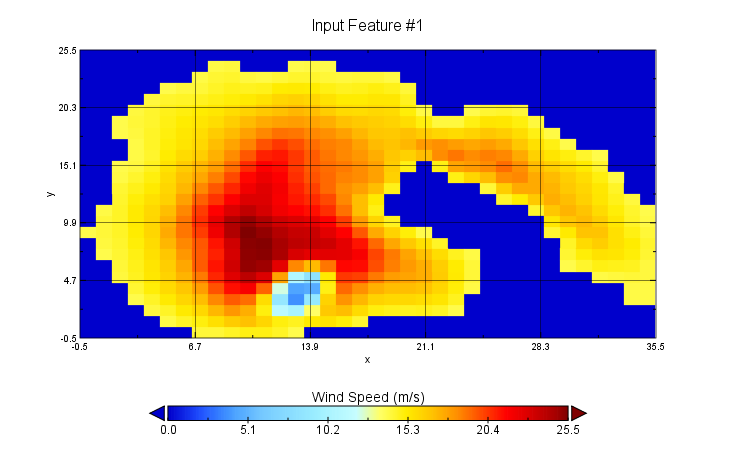 Input Feature #1
25.5
20.3
15.1
9.9
4.7
-0.5
y
-0.5 6.7 13.9 21.1 28.3 35.5
x
Wind Speed (m/s)
0.0 5.1 10.2 15.3 20.4 25.5